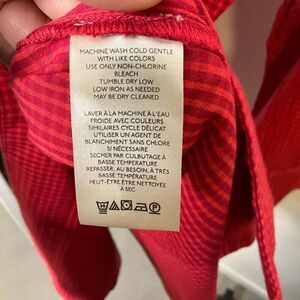 MACHINE WASH COLD GENTLE
WITH LIKE COLORS
USE ONLY NON-CHLORINE
BLEACH
TUMBLE DRY LOW
LOW IRON AS NEEDED
MAY BE DRY CLEANED
LAVER À LA MACHINE À L'EAU
FROIDE AVEC COULEURS
SIMILAIRES CYCLE DÉLICAT
UTILISER UN AGENT DE
BLANCHIMENT SANS CHLORE
SI NÉCESSAIRE
SECHER PAR CULBUTAGE À
BASSE TEMPÉRATURE
REPASSER, AU BESOIN, À TRÈS
BASSE TEMPÉRATURE
PEUT-ÊTRE ÊTRE NETTOYÉE
À SEC